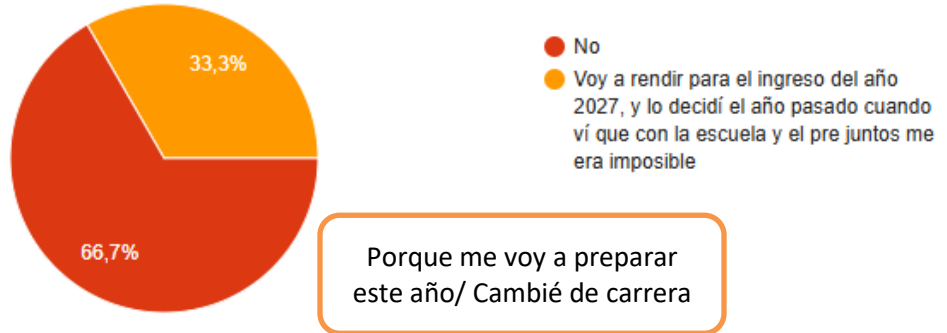 33,3%
66,7%
No
Voy a rendir para el ingreso del año
2027, y lo decidí el año pasado cuando
ví que con la escuela y el pre juntos me
era imposible
Porque me voy a preparar
este año/ Cambié de carrera